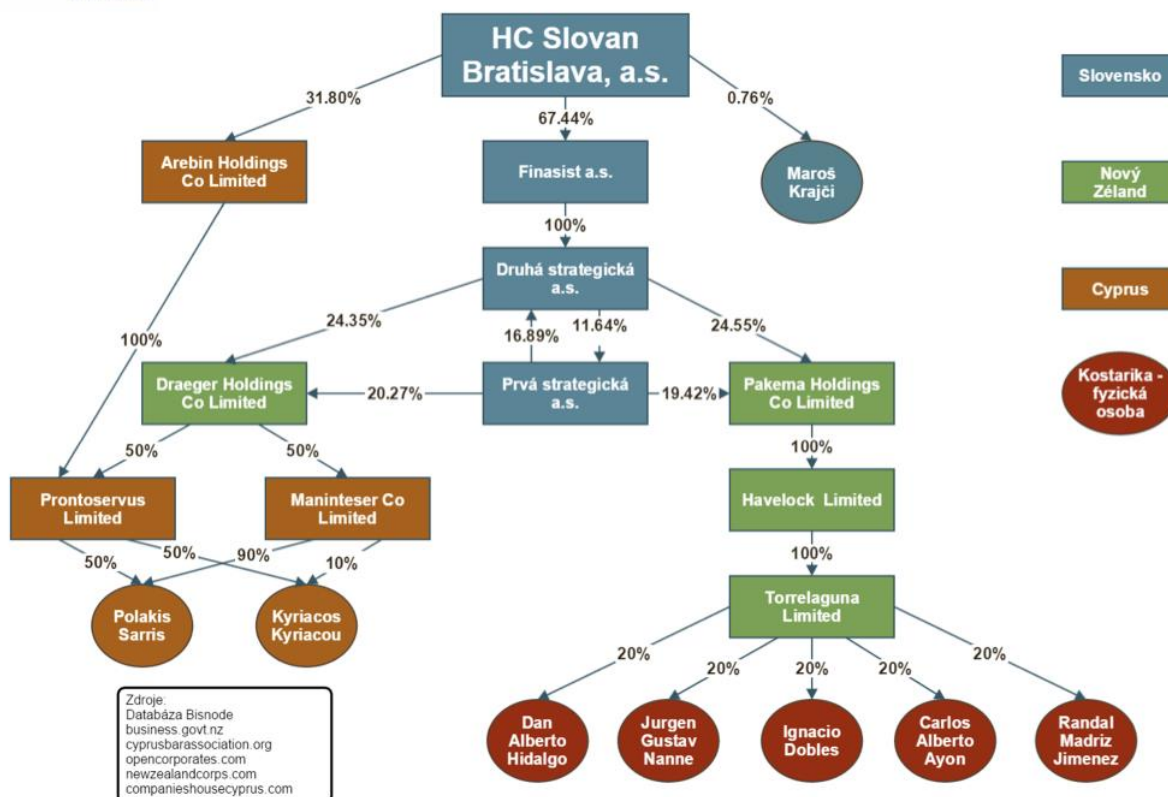 HC Slovan
Bratislava, a.s.
Slovensko
31.80%
67.44%
0.76%
Arebin Holdings
Co Limited
Finasist a.s.
Maroš
Krajči
Nový
Zéland
100%
Druhá strategická
a.s.
Cyprus
24.35%
16.89%
11.64%
24.55%
100%
Draeger Holdings
Co Limited
20.27%
Prvá strategická
a.s.
19.42%
Pakema Holdings
Co Limited
Kostarika -
fyzická
osoba
50%
50%
100%
Prontoservus
Limited
Maninteser Co
Limited
Havelock Limited
50%
50%
90%
10%
100%
Polakis
Sarris
Kyriacos
Kyriacou
Torrelaguna
Limited
20%
20%
20%
20%
20%
Dan
Alberto
Hidalgo
Jurgen
Gustav
Nanne
Ignacio
Dobles
Carlos
Alberto
Ayon
Randal
Madriz
Jimenez
Zdroje:
Databáza Bisnode
business.govt.nz
cyprusbarassociation.org
opencorporates.com
newzealandcorps.com
companieshousecyprus.com